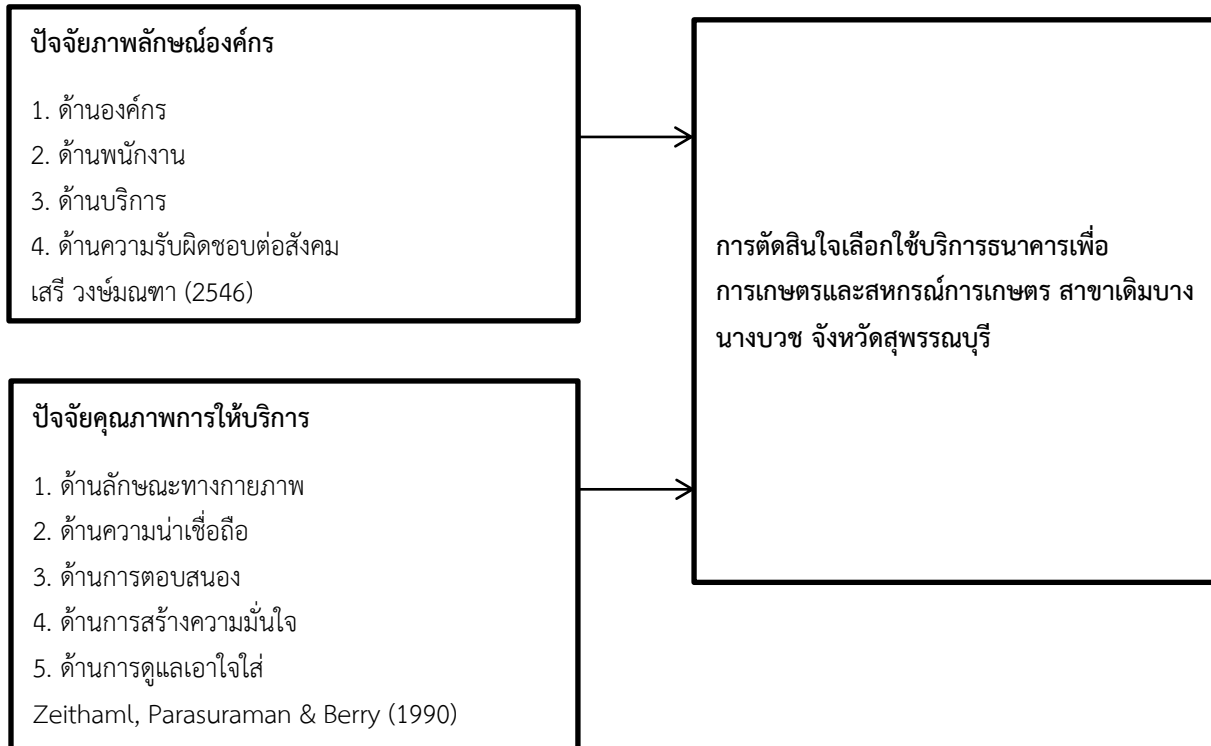 ปัจจัยภาพลักษณ์องค์กร
1. ด้านองค์กร
2. ด้านพนักงาน
3. ด้านบริการ
4. ด้านความรับผิดชอบต่อสังคม
เสรี วงษ์มณฑา (2546)
ปัจจัยคุณภาพการให้บริการ
1. ด้านลักษณะทางกายภาพ
2. ด้านความน่าเชื่อถือ
3. ด้านการตอบสนอง
4. ด้านการสร้างความมั่นใจ
5. ด้านการดูแลเอาใจใส่
Zeithaml, Parasuraman & Berry (1990)
การตัดสินใจเลือกใช้บริการธนาคารเพื่อ
การเกษตรและสหกรณ์การเกษตร สาขาเดิมบาง
นางบวช จังหวัดสุพรรณบุรี